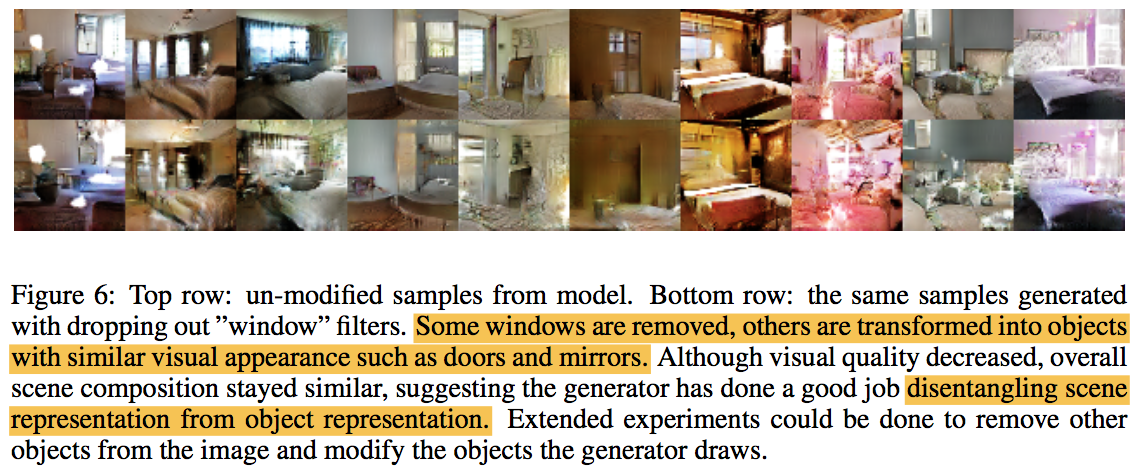 Figure 6: Top row: un-modified samples from model. Bottom row: the same samples generated
with dropping out ”window” filters. Some windows are removed, others are transformed into objects
with similar visual appearance such as doors and mirrors. Although visual quality decreased, overall
scene composition stayed similar, suggesting the generator has done a good job disentangling scene
representation from object representation. Extended experiments could be done to remove other
objects from the image and modify the objects the generator draws.